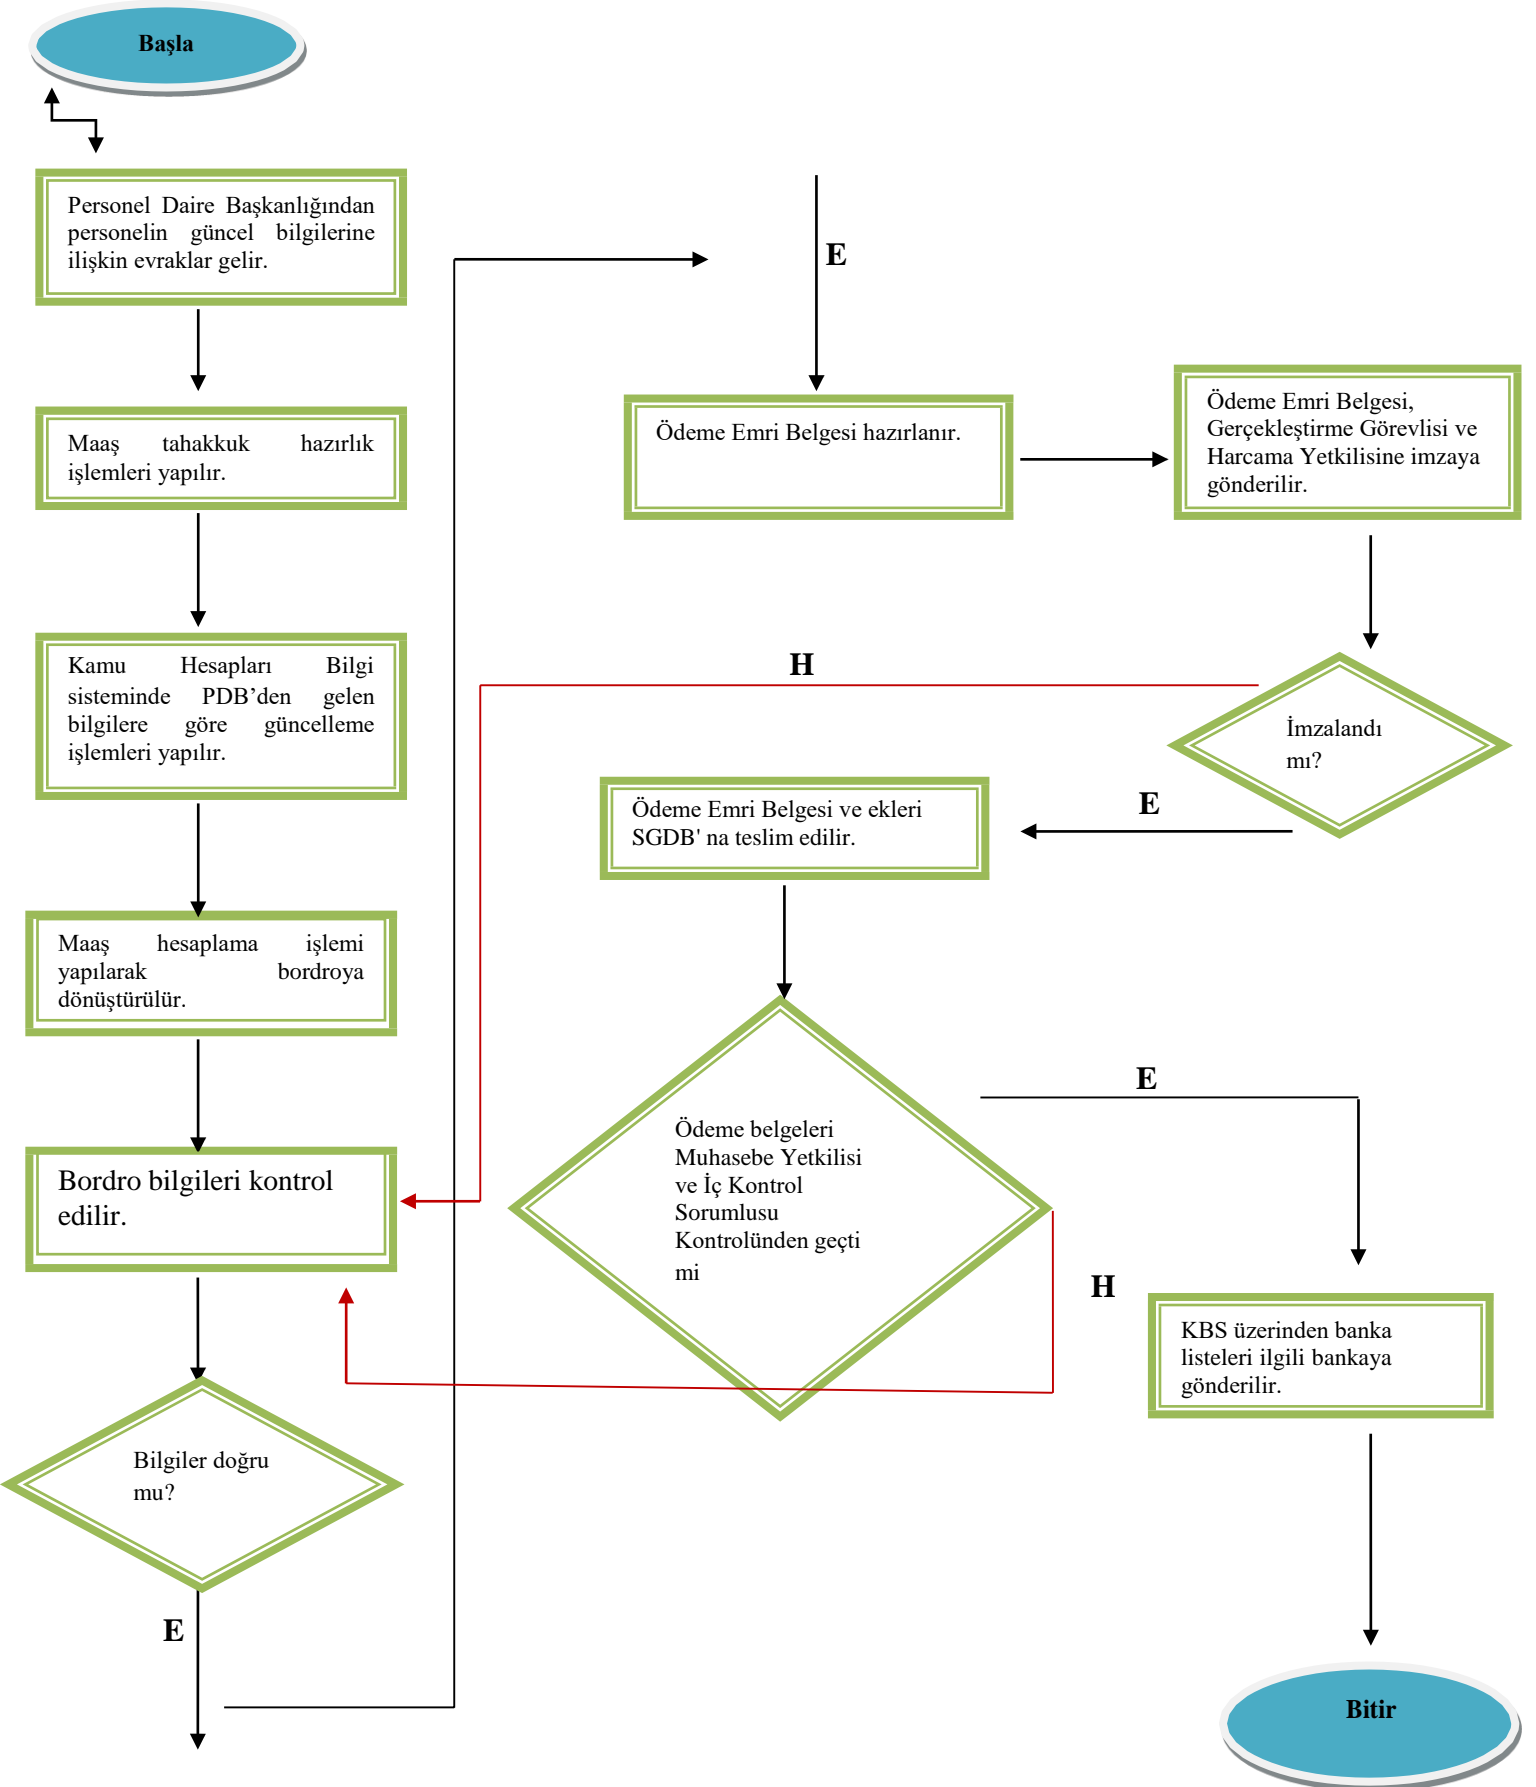 Başla
Personel Daire Başkanlığından
personelin güncel bilgilerine
ilişkin evraklar gelir.
Maaş tahakkuk hazırlık
işlemleri yapılır.
Kamu Hesapları Bilgi
sisteminde PDB’den gelen
bilgilere göre güncelleme
işlemleri yapılır.
Maaş hesaplama işlemi
yapılarak bordroya
dönüştürülür.
Bordro bilgileri kontrol
edilir.
Bilgiler doğru
mu?
E
E
Ödeme Emri Belgesi hazırlanır.
Ödeme Emri Belgesi,
Gerçekleştirme Görevlisi ve
Harcama Yetkilisine imzaya
gönderilir.
H
İmzalandı
mı?
E
Ödeme Emri Belgesi ve ekleri
SGDB' na teslim edilir.
Ödeme belgeleri
Muhasebe Yetkilisi
ve İç Kontrol
Sorumlusu
Kontrolünden geçti
mi
E
H
KBS üzerinden banka
listeleri ilgili bankaya
gönderilir.
Bitir